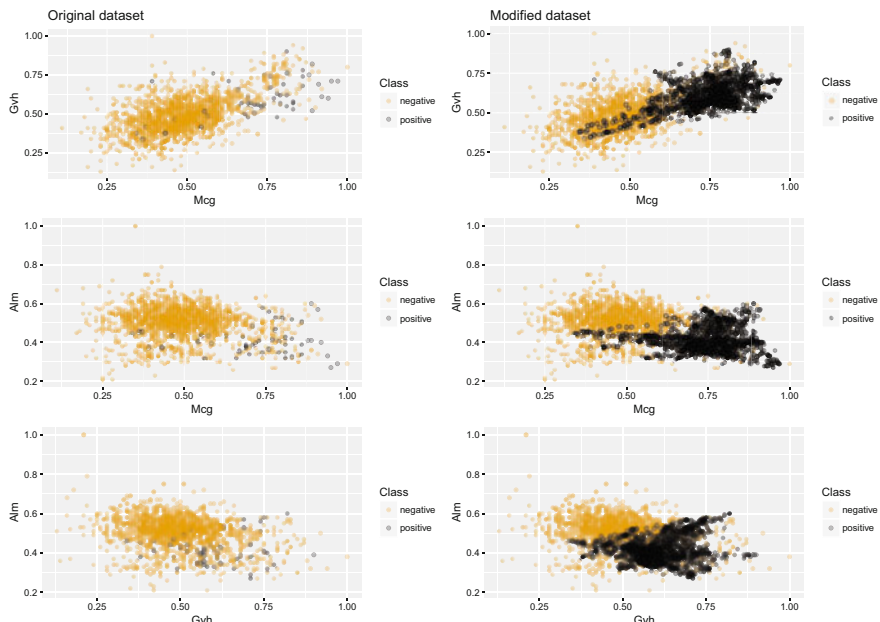 Original dataset
1.00
0.75
0.50
0.25
Gvh
0.25
0.50
0.75
1.00
Mcg
Class
negative
positive
Modified dataset
1.00
0.75
0.50
0.25
Gvh
0.25
0.50
0.75
1.00
Mcg
Class
negative
positive
1.0
0.8
0.6
0.4
0.2
Alm
0.25
0.50
0.75
1.00
Mcg
Class
negative
positive
1.0
0.8
0.6
0.4
0.2
Alm
0.25
0.50
0.75
1.00
Mcg
Class
negative
positive
1.0
0.8
0.6
0.4
0.2
Alm
0.25
0.50
0.75
1.00
Gvh
Class
negative
positive
1.0
0.8
0.6
0.4
0.2
Alm
0.25
0.50
0.75
1.00
Gvh
Class
negative
positive